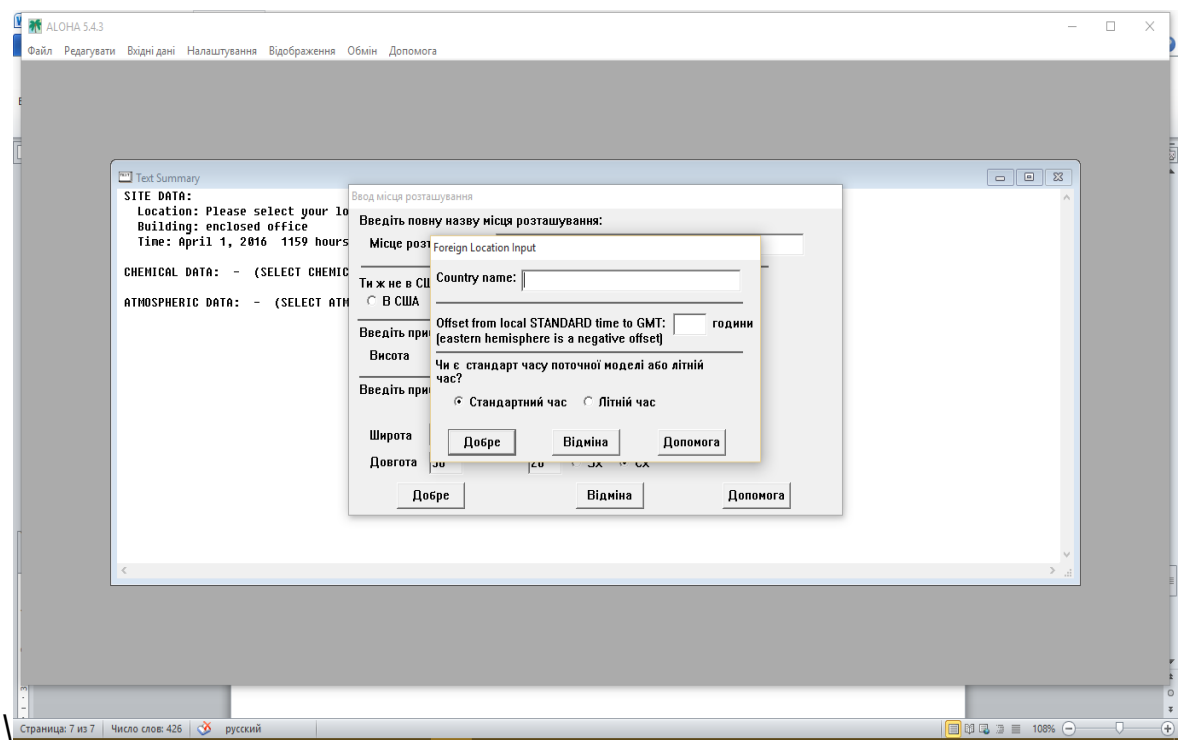 ALOHA 5.4.3
Файл Редагувати Вхідні дані Налаштування Відображення Обмін Допомога
Text Summary
SITE DATA:
Location: Please select your lo
Building: enclosed office
Time: April 1, 2016 1159 hours
CHEMICAL DATA: - (SELECT CHEMIC
ATMOSPHERIC DATA: - (SELECT ATM
Ввод місця розташування
Введіть повну назву місця розташування:
Місце розт
Ти ж не в СШ
В США
Введіть при
Висота
Введіть при
Широта
Довгота
Добре Відміна Допомога
Foreign Location Input
Country name:
Offset from local STANDARD time to GMT: години
(eastern hemisphere is a negative offset)
Чи є стандарт часу поточної моделі або літній
час?
Стандартний час Літній час
Добре Відміна Допомога
Страница: 7 из 7 Число слов: 426 русский 108%